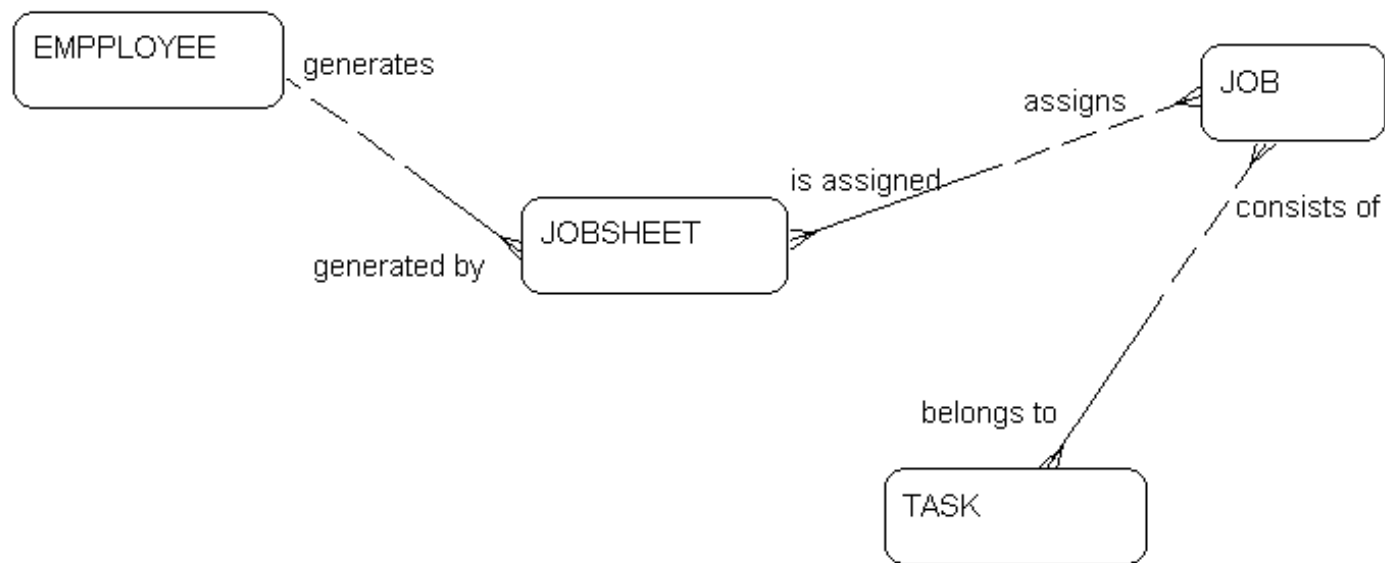 EMPPLOYEE
generates
JOB
assigns
is assigned
consists of
JOBSHEET
generated by
belongs to
TASK